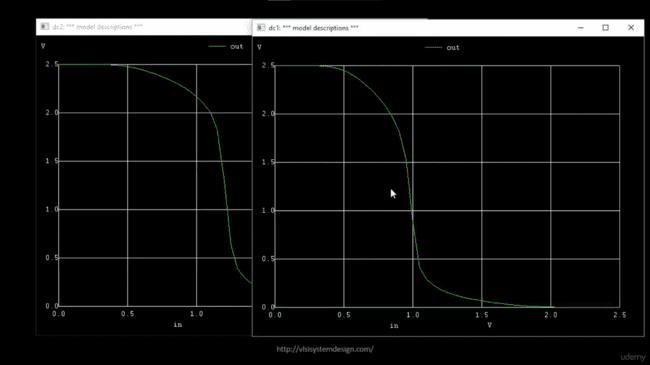 dc2: *** model descriptions ***
V
out
2.5
2.0
1.5
1.0
0.5
0.0
0.0
0.5
1.0
in
dc1: *** model descriptions ***
V
out
2.5
2.0
1.5
1.0
0.5
0.0
0.0
0.5
1.0
1.5
2.0
2.5
in
V
http://vlsisystemdesign.com/
udemy